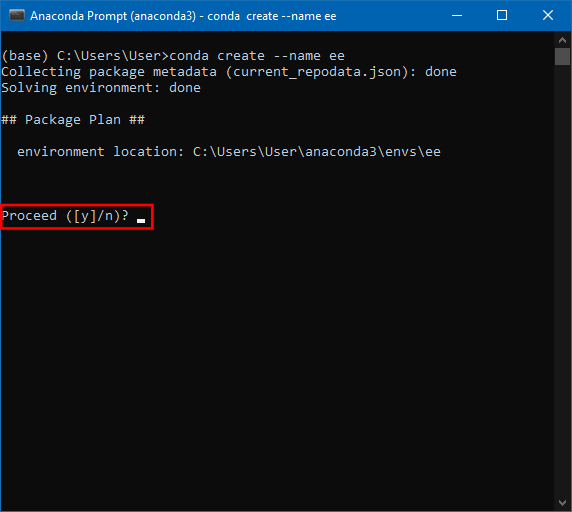 Anaconda Prompt (anaconda3) - conda  create --name ee
(base) C:\Users\User>conda create --name ee
Collecting package metadata (current_repodata.json): done
Solving environment: done
## Package Plan ##
  environment location: C:\Users\User\anaconda3\envs\ee
Proceed ([y]/n)?